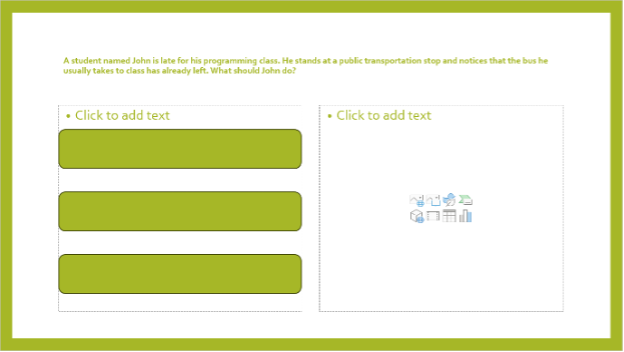 A student named John is late for his programming class. He stands at a public transportation stop and notices that the bus he
usually takes to class has already left. What should John do?
• Click to add text
• Click to add text